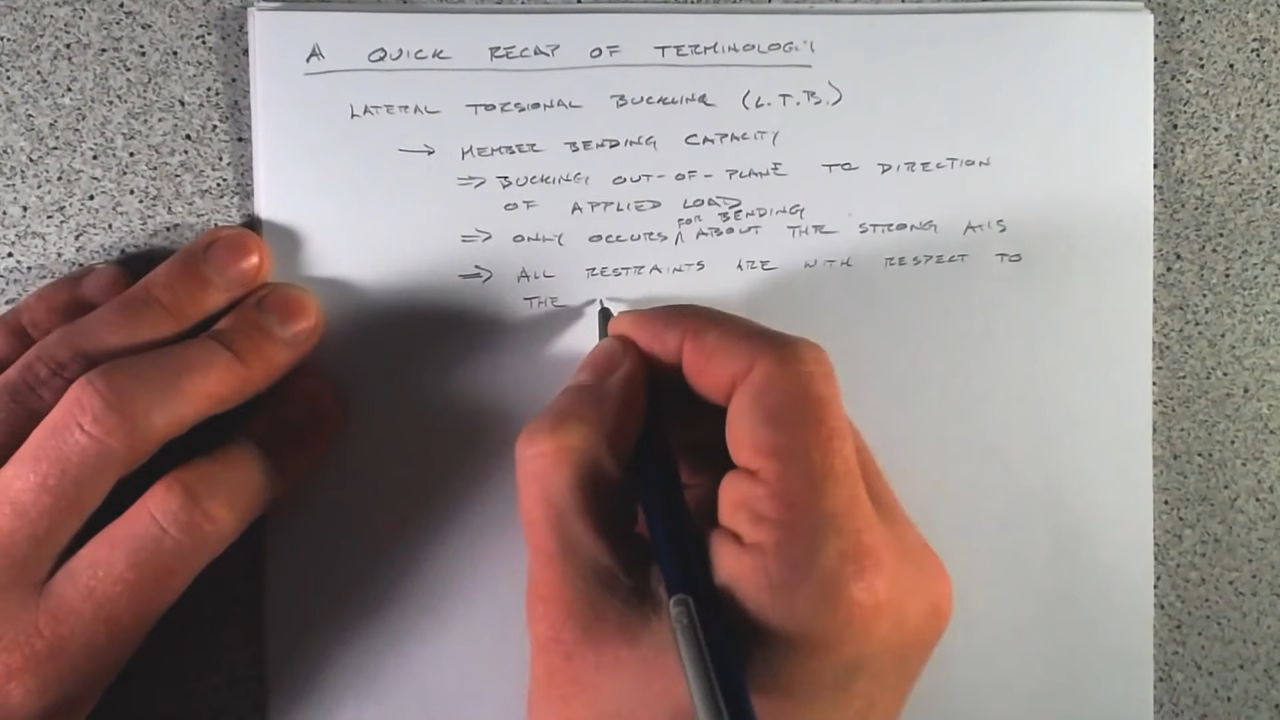 A QUICK RECAP OF TERMINOLOGY
LATERAL TORSIONAL BUCKLING (L.T.B.)
→ MEMBER BENDING CAPACITY
⇒ BUCKING OUT-OF-PLANE TO DIRECTION
OF APPLIED LOAD
FOR BENDING
⇒ ONLY OCCURS ∧ ABOUT THE STRONG AXIS
⇒ ALL RESTRAINTS ARE WITH RESPECT TO
THE